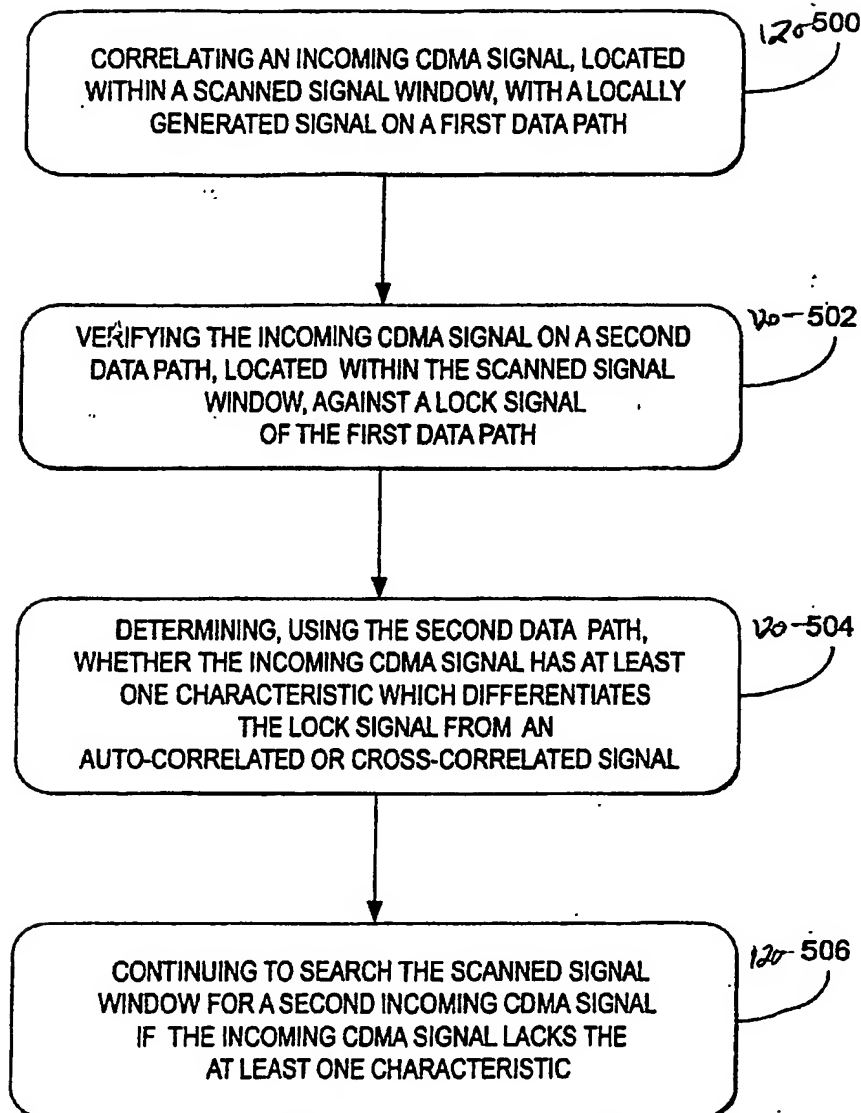 120-500
CORRELATING AN INCOMING CDMA SIGNAL, LOCATED
WITHIN A SCANNED SIGNAL WINDOW, WITH A LOCALLY
GENERATED SIGNAL ON A FIRST DATA PATH
120-502
VERIFYING THE INCOMING CDMA SIGNAL ON A SECOND
DATA PATH, LOCATED WITHIN THE SCANNED SIGNAL
WINDOW, AGAINST A LOCK SIGNAL
OF THE FIRST DATA PATH
120-504
DETERMINING, USING THE SECOND DATA PATH,
WHETHER THE INCOMING CDMA SIGNAL HAS AT LEAST
ONE CHARACTERISTIC WHICH DIFFERENTIATES
THE LOCK SIGNAL FROM AN
AUTO-CORRELATED OR CROSS-CORRELATED SIGNAL
120-506
CONTINUING TO SEARCH THE SCANNED SIGNAL
WINDOW FOR A SECOND INCOMING CDMA SIGNAL
IF THE INCOMING CDMA SIGNAL LACKS THE
AT LEAST ONE CHARACTERISTIC